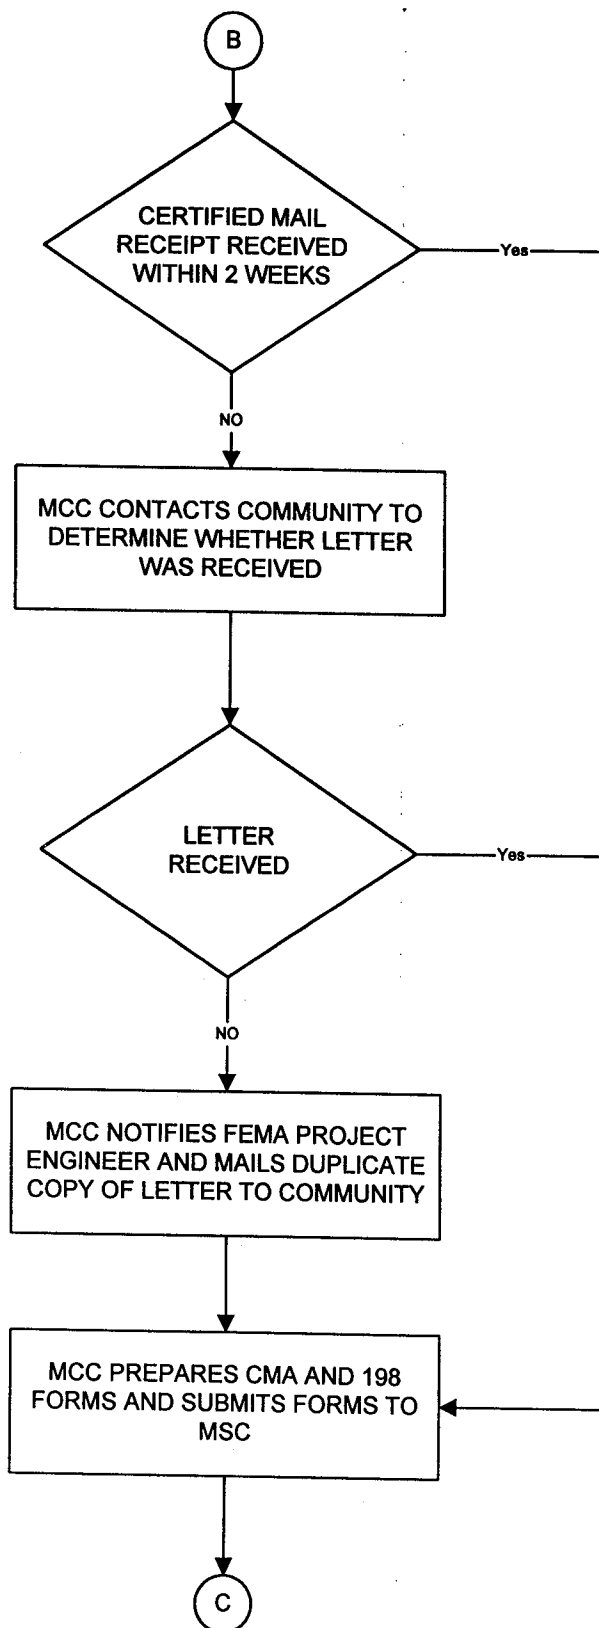 B
CERTIFIED MAIL
RECEIPT RECEIVED
WITHIN 2 WEEKS
Yes
NO
MCC CONTACTS COMMUNITY TO
DETERMINE WHETHER LETTER
WAS RECEIVED
LETTER
RECEIVED
Yes
NO
MCC NOTIFIES FEMA PROJECT
ENGINEER AND MAILS DUPLICATE
COPY OF LETTER TO COMMUNITY
MCC PREPARES CMA AND 198
FORMS AND SUBMITS FORMS TO
MSC
C